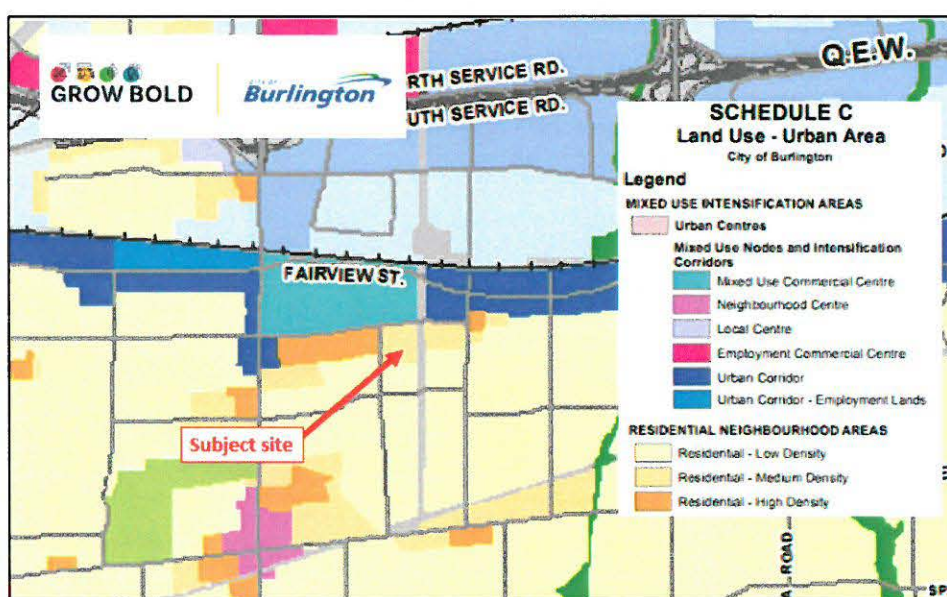 GROW BOLD
CITY OF
Burlington
RTH SERVICE RD.
UTH SERVICE RD.
Q.E.W.
FAIRVIEW ST.
Subject site
SCHEDULE C
Land Use - Urban Area
City of Burlington
Legend
MIXED USE INTENSIFICATION AREAS
Urban Centres
Mixed Use Nodes and Intensification
Corridors
Mixed Use Commercial Centre
Neighbourhood Centre
Local Centre
Employment Commercial Centre
Urban Corridor
Urban Corridor - Employment Lands
RESIDENTIAL NEIGHBOURHOOD AREAS
Residential - Low Density
Residential - Medium Density
Residential - High Density
ROAD
SP